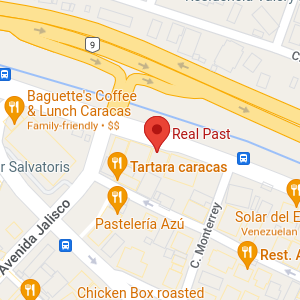 9
Baguette's Coffee
& Lunch Caracas
Family-friendly • $$
Real Past
Salvatoris
Tartara caracas
Avenida Jalisco
Pastelería Azú
C. Monterrey
Solar del E
Venezuelan
Rest. A
Chicken Box roasted